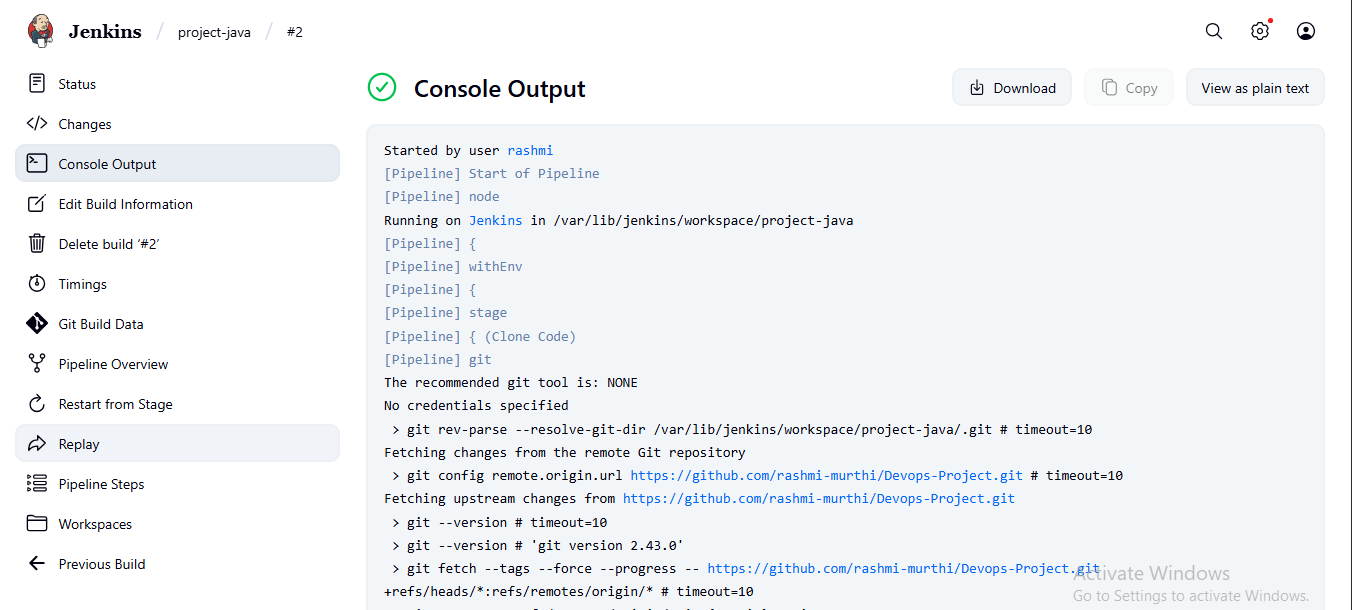 Jenkins / project-java / #2
Status
Changes
Console Output
Edit Build Information
Delete build ‘#2’
Timings
Git Build Data
Pipeline Overview
Restart from Stage
Replay
Pipeline Steps
Workspaces
Previous Build
Console Output
Download
Copy
View as plain text
Started by user rashmi
[Pipeline] Start of Pipeline
[Pipeline] node
Running on Jenkins in /var/lib/jenkins/workspace/project-java
[Pipeline] {
[Pipeline] withEnv
[Pipeline] {
[Pipeline] stage
[Pipeline] { (Clone Code)
[Pipeline] git
The recommended git tool is: NONE
No credentials specified
> git rev-parse --resolve-git-dir /var/lib/jenkins/workspace/project-java/.git # timeout=10
Fetching changes from the remote Git repository
> git config remote.origin.url https://github.com/rashmi-murthi/Devops-Project.git # timeout=10
Fetching upstream changes from https://github.com/rashmi-murthi/Devops-Project.git
> git --version # timeout=10
> git --version # 'git version 2.43.0'
> git fetch --tags --force --progress -- https://github.com/rashmi-murthi/Devops-Project.git
+refs/heads/*:refs/remotes/origin/* # timeout=10
Activate Windows
Go to Settings to activate Windows.